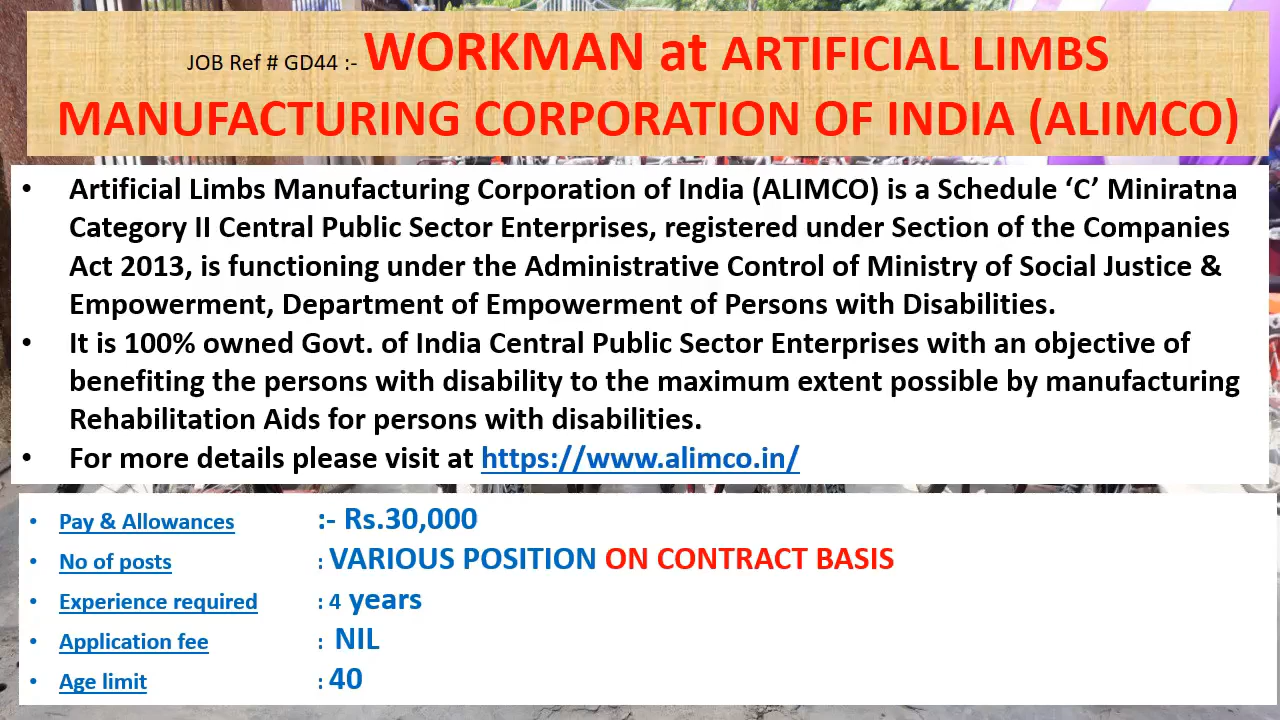 JOB Ref # GD44 :- WORKMAN at ARTIFICIAL LIMBS
MANUFACTURING CORPORATION OF INDIA (ALIMCO)
• Artificial Limbs Manufacturing Corporation of India (ALIMCO) is a Schedule ‘C’ Miniratna
Category II Central Public Sector Enterprises, registered under Section of the Companies
Act 2013, is functioning under the Administrative Control of Ministry of Social Justice &
Empowerment, Department of Empowerment of Persons with Disabilities.
• It is 100% owned Govt. of India Central Public Sector Enterprises with an objective of
benefiting the persons with disability to the maximum extent possible by manufacturing
Rehabilitation Aids for persons with disabilities.
• For more details please visit at https://www.alimco.in/
• Pay & Allowances :- Rs.30,000
• No of posts : VARIOUS POSITION ON CONTRACT BASIS
• Experience required : 4 years
• Application fee : NIL
• Age limit : 40